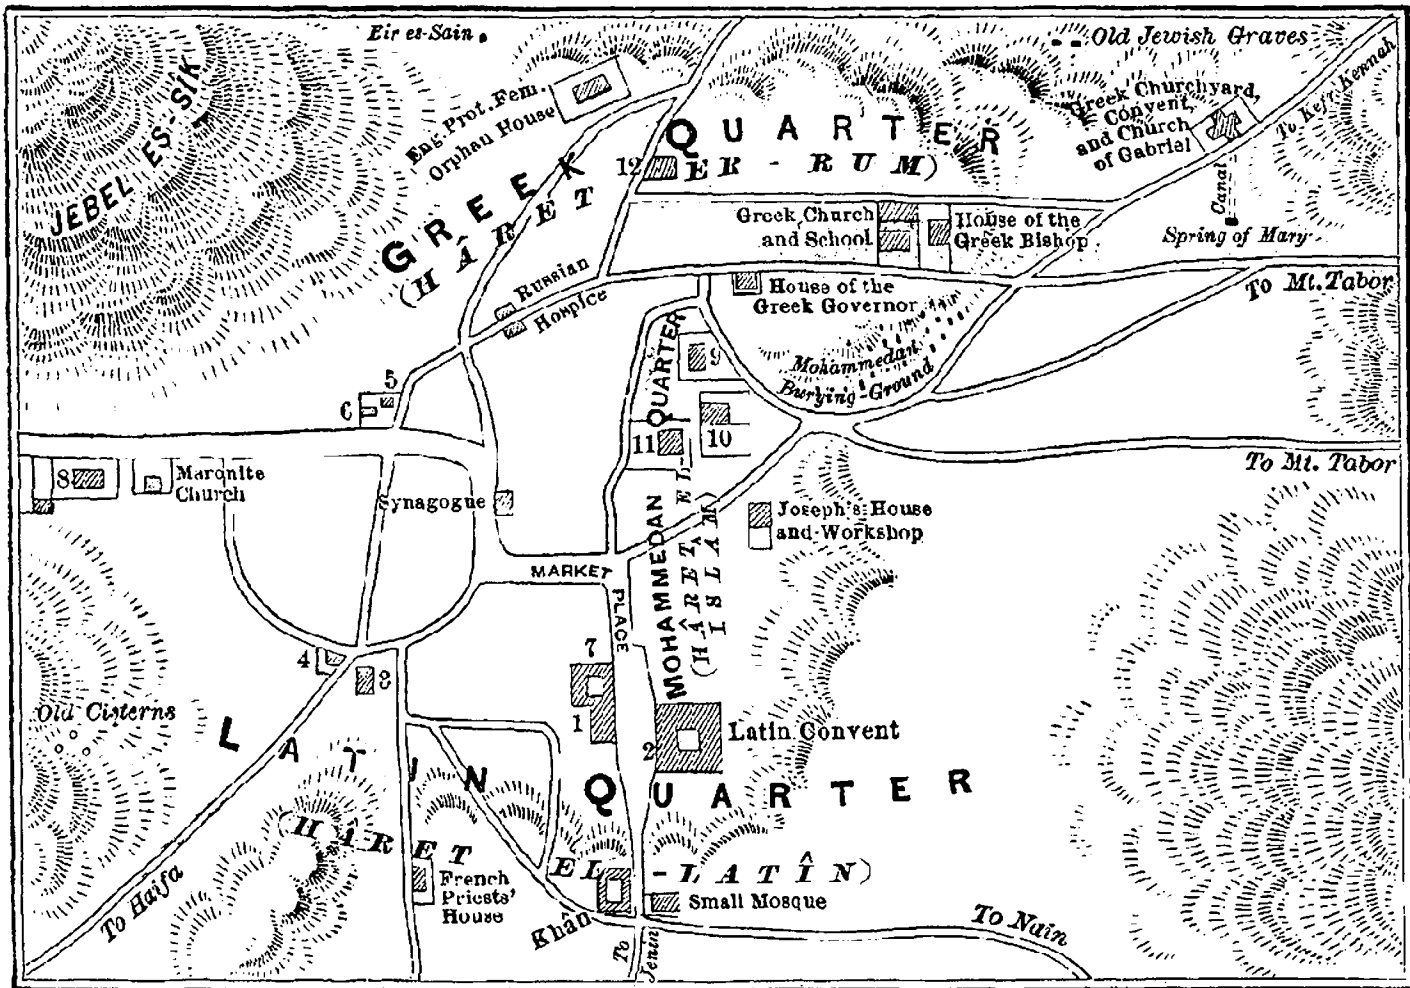 Eir es-Sain
Old Jewish Graves
JEBEL ES-SIK
Eng. Prot. Fem.
Orphan House
Greek Churchyard,
Convent,
and Church
of Gabriel
To Kefr Kennah
GREEK QUARTER
(HÂRET ER-RUM)
12
Canal
Spring of Mary
Greek Church
and School
House of the
Greek Bishop
Russian
Hospice
House of the
Greek Governor
To Mt. Tabor
Mohammedan
Burying-Ground
9
5
6
10
11
8
Maronite
Church
Synagogue
To Mt. Tabor
Joseph's House
and Workshop
MARKET
PLACE
MOHAMMEDAN QUARTER
(HÂRET EL-
ISLAM)
7
4
3
1
2
Latin Convent
Old Cisterns
LATIN QUARTER
(HÂRET EL-LATÎN)
To Haifa
French
Priests'
House
Khân
Small Mosque
To Nain
To
Jenin